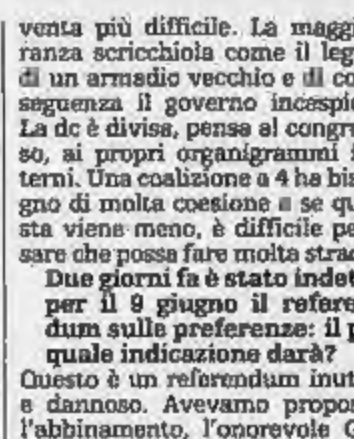 venta più difficile. La magg
ranza scricchiola come il leg
di un armadio vecchio e di co
seguenza il governo incespi
La dc è divisa, pensa al congr
so, ai propri organigrammi
terni. Una coalizione a 4 ha bis
gno di molta coesione e se qu
sta viene meno, è difficile pe
sare che possa fare molta strad
Due giorni fa è stato indet
per il 9 giugno il refere
dum sulle preferenze: il p
quale indicazione darà?
Questo è un referendum inut
e dannoso. Avevamo propo
l'abbinamento, l'onorevole